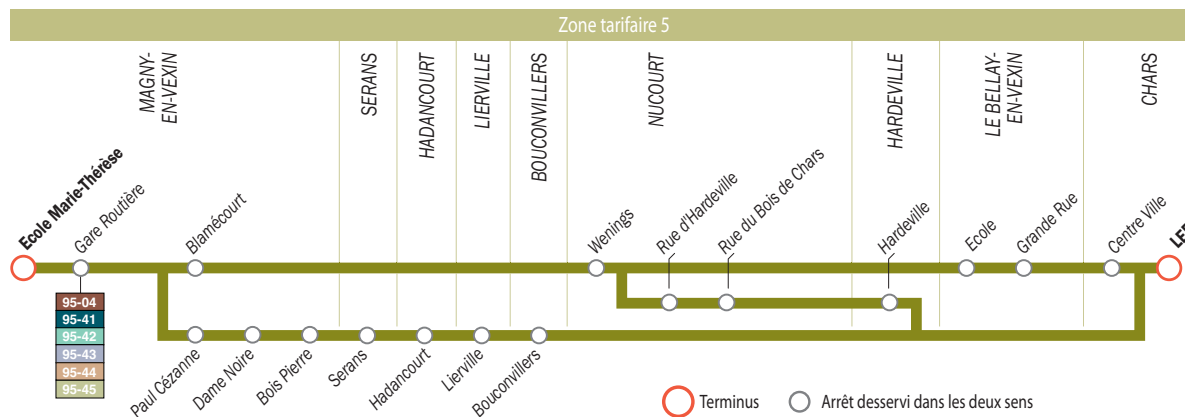 Zone tarifaire 5
MAGNY-
EN-VEXIN
SERANS
HADANCOURT
LIERVILLE
BOUCONVILLERS
NUCOURT
HARDEVILLE
LE BELLAY-
EN-VEXIN
CHARS
Ecole Marie-Thérèse
Gare Routière
Blamécourt
Wenings
Rue d'Hardeville
Rue du Bois de Chars
Hardeville
Ecole
Grande Rue
Centre Ville
95-04
95-41
95-42
95-43
95-44
95-45
Paul Cézanne
Dame Noire
Bois Pierre
Serans
Hadancourt
Lierville
Bouconvillers
Terminus
Arrêt desservi dans les deux sens